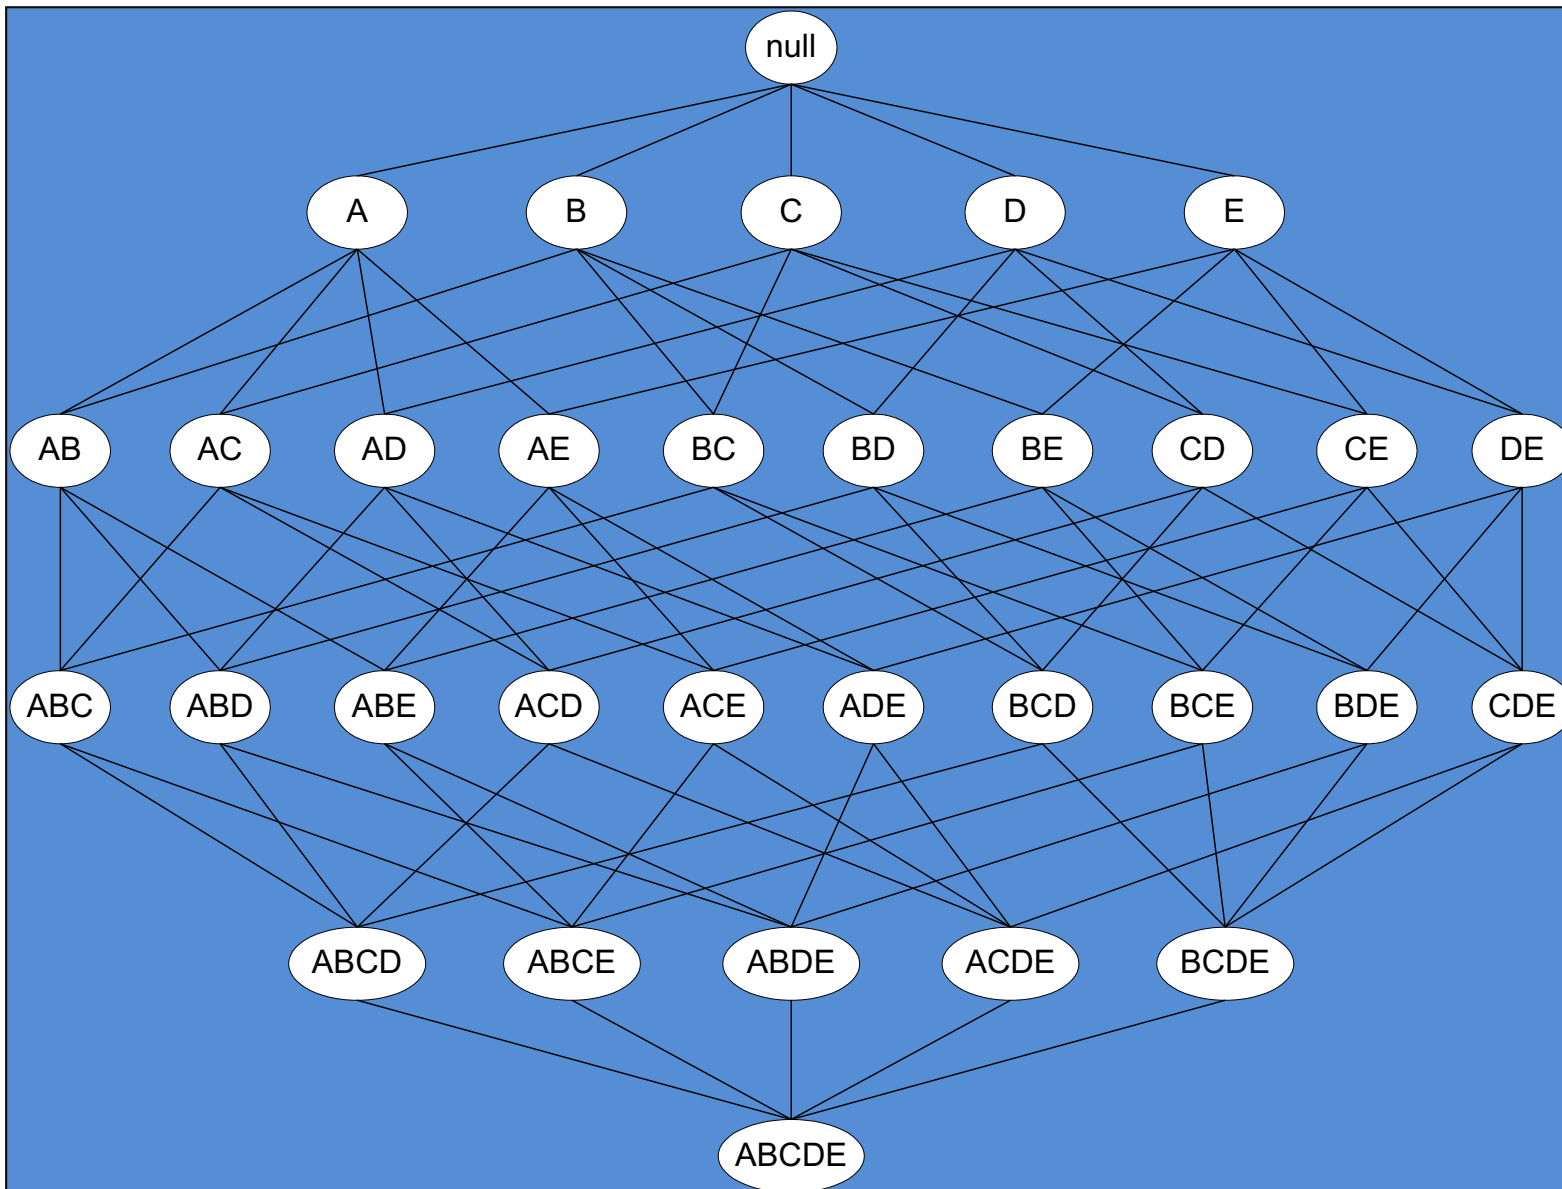 null
A B C D E
AB AC AD AE BC BD BE CD CE DE
ABC ABD ABE ACD ACE ADE BCD BCE BDE CDE
ABCD ABCE ABDE ACDE BCDE
ABCDE